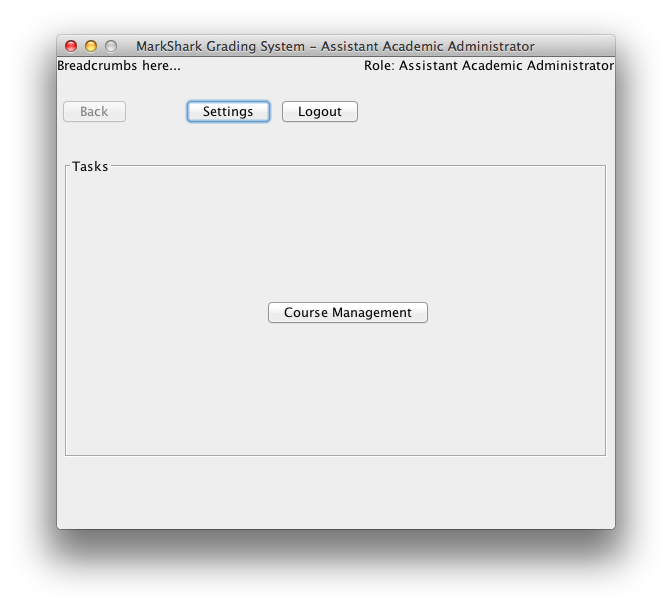 MarkShark Grading System – Assistant Academic Administrator
Breadcrumbs here... Role: Assistant Academic Administrator
Back Settings Logout
Tasks
Course Management